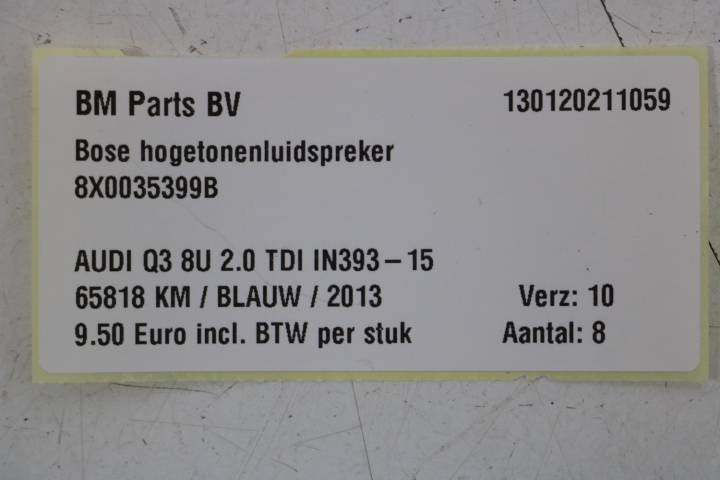 BM Parts BV 130120211059
Bose hogetonenluidspreker
8X0035399B
AUDI Q3 8U 2.0 TDI IN393-15
65818 KM / BLAUW / 2013 Verz: 10
9.50 Euro incl. BTW per stuk Aantal: 8